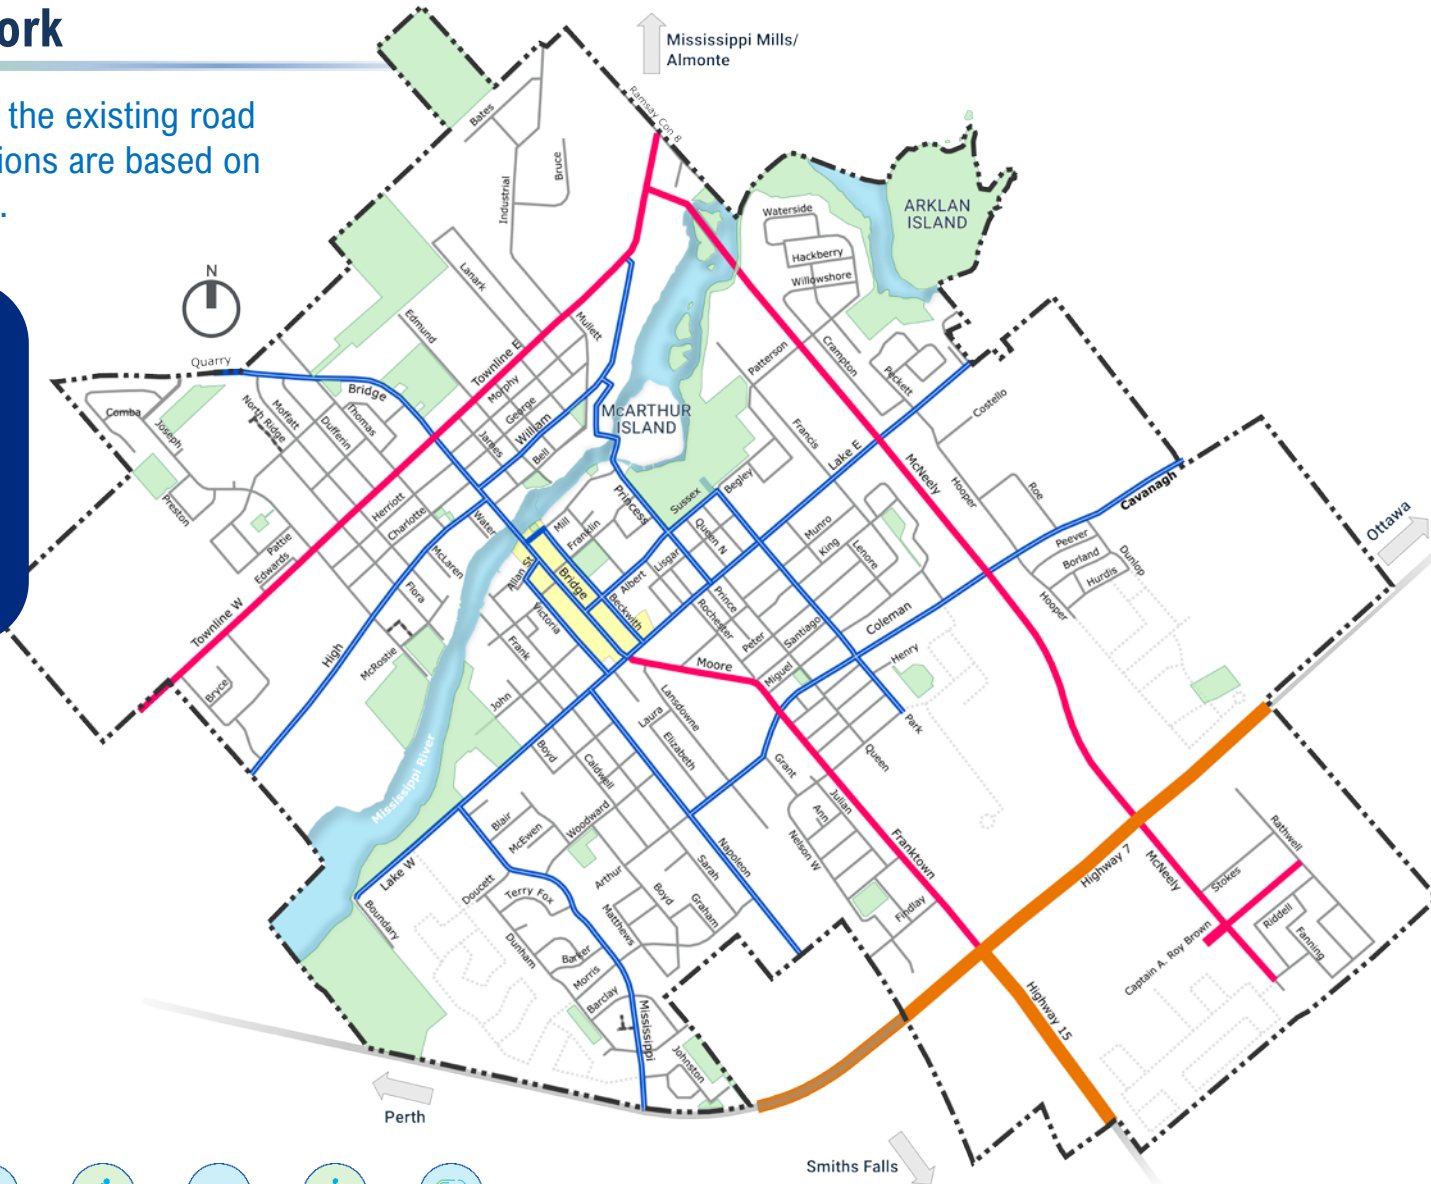 ork
the existing road
ions are based on
.
Mississippi Mills/
Almonte
Ramsay Con 8
Bates
Bruce
Industrial
ARKLAN
ISLAND
Waterside
Hackberry
Willowshore
N
Lanark
Edmund
Mullett
Quarry
Townline E
Morphy
George
William
James
Bell
Bridge
Comba
Joseph
North Ridge
Moffatt
Thomas
Dufferin
McARTHUR
ISLAND
Patterson
Crampton
Peckett
Costello
Francis
Lake E
McNeely
Hooper
Roe
Cavanagh
Ottawa
Preston
Pattie
Edwards
Herriott
Charlotte
Water
McLaren
Flora
Princess
Sussex
Begley
Mill
Franklin
Queen N
Lisgar
Albert
Munro
King
Lenore
Peever
Borland
Hurdis
Dunlop
Hooper
Allan St
Bridge
Beckwith
Victoria
Prince
Rochester
Peter
Santiago
Coleman
Townline W
High
McRostie
Frank
John
Moore
Miguel
Henry
Park
Bryce
Mississippi River
Lansdowne
Laura
Elizabeth
Boyd
Caldwell
Grant
Queen
Julian
Ann
Nelson W
Franktown
Blair
McEwen
Woodward
Napoleon
Sarah
Lake W
Doucett
Terry Fox
Arthur
Boyd
Graham
Matthews
Findlay
Highway 7
McNeely
Rathwell
Stokes
Riddell
Fanning
Captain A. Roy Brown
Boundary
Dunham
Barker
Morris
Barclay
Mississippi
Johnston
Highway 15
Perth
Smiths Falls